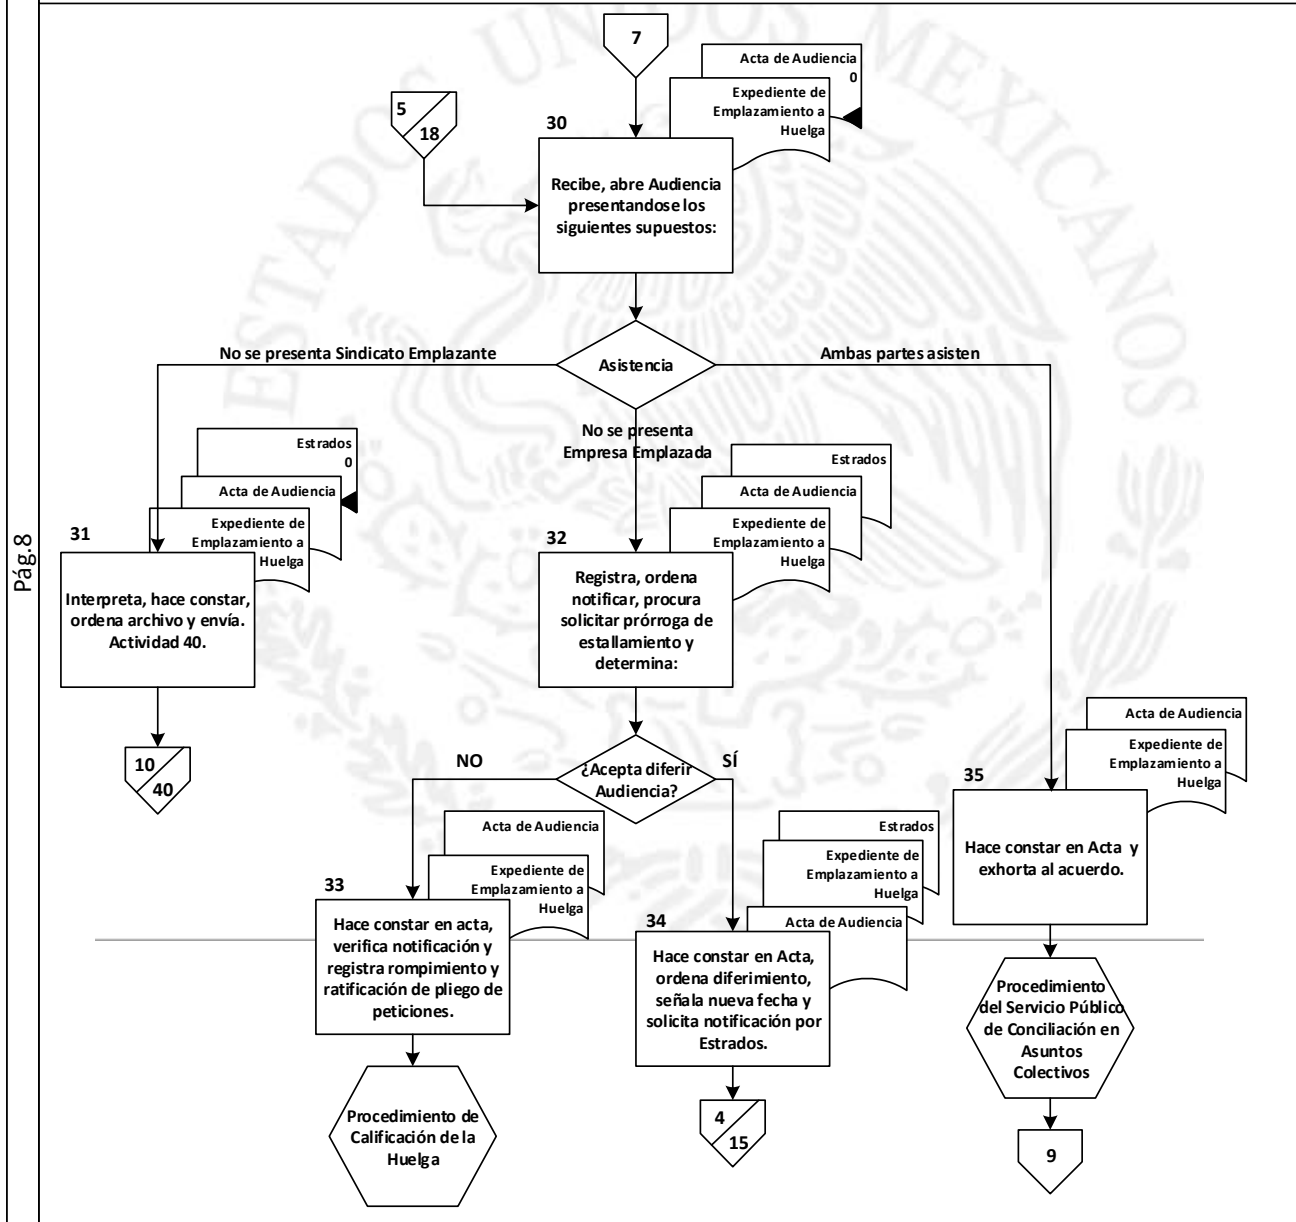 ESTADOS UNIDOS MEXICANOS
Pág.8
7
Acta de Audiencia
0
Expediente de
Emplazamiento a
Huelga
5
18
30
Recibe, abre Audiencia
presentandose los
siguientes supuestos:
No se presenta Sindicato Emplazante
Asistencia
Ambas partes asisten
No se presenta
Empresa Emplazada
Estrados
0
Acta de Audiencia
Expediente de
Emplazamiento a
Huelga
31
Interpreta, hace constar,
ordena archivo y envía.
Actividad 40.
10
40
Estrados
Acta de Audiencia
Expediente de
Emplazamiento a
Huelga
32
Registra, ordena
notificar, procura
solicitar prórroga de
estallamiento y
determina:
NO
¿Acepta diferir
Audiencia?
SÍ
Acta de Audiencia
Expediente de
Emplazamiento a
Huelga
33
Hace constar en acta,
verifica notificación y
registra rompimiento y
ratificación de pliego de
peticiones.
Procedimiento de
Calificación de la
Huelga
Estrados
Expediente de
Emplazamiento a
Huelga
Acta de Audiencia
34
Hace constar en Acta,
ordena diferimiento,
señala nueva fecha y
solicita notificación por
Estrados.
4
15
Acta de Audiencia
Expediente de
Emplazamiento a
Huelga
35
Hace constar en Acta y
exhorta al acuerdo.
Procedimiento
del Servicio Público
de Conciliación en
Asuntos
Colectivos
9